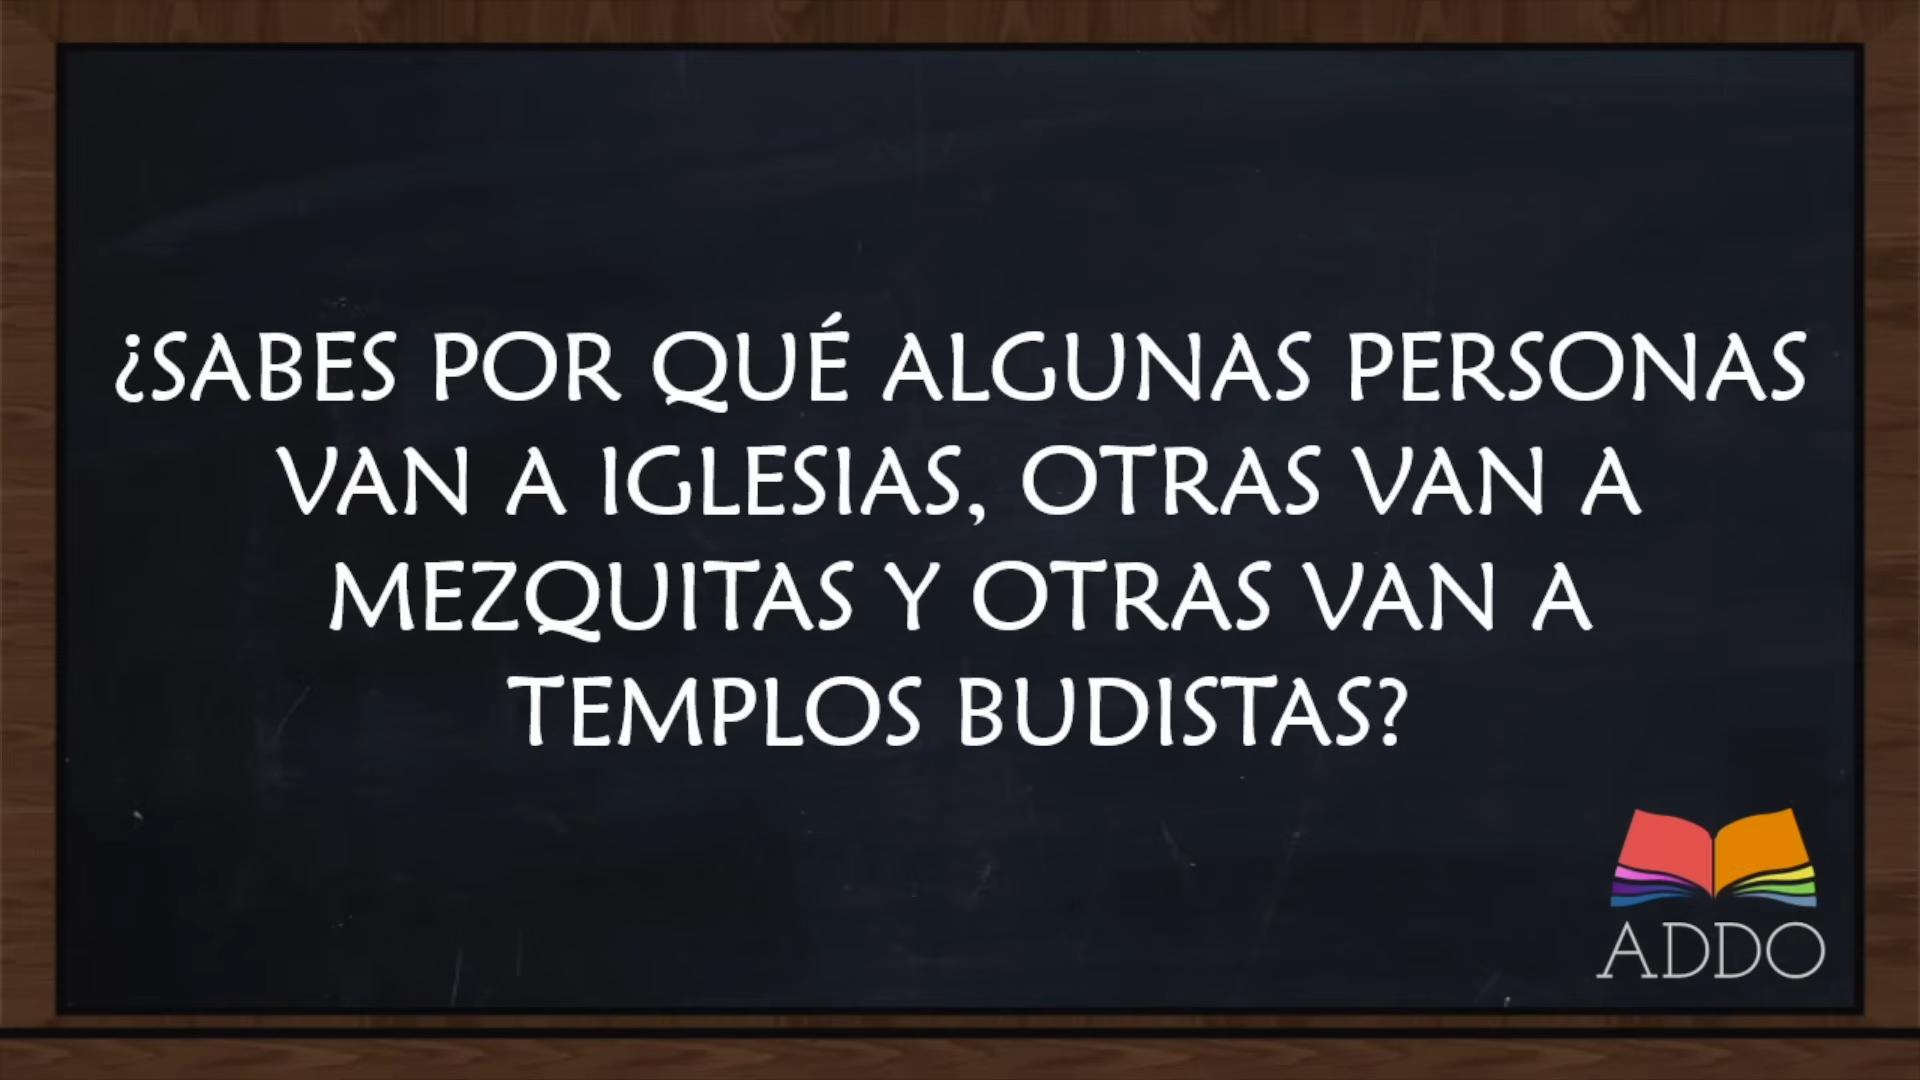 ¿SABES POR QUÉ ALGUNAS PERSONAS
VAN A IGLESIAS, OTRAS VAN A
MEZQUITAS Y OTRAS VAN A
TEMPLOS BUDISTAS?
ADDO